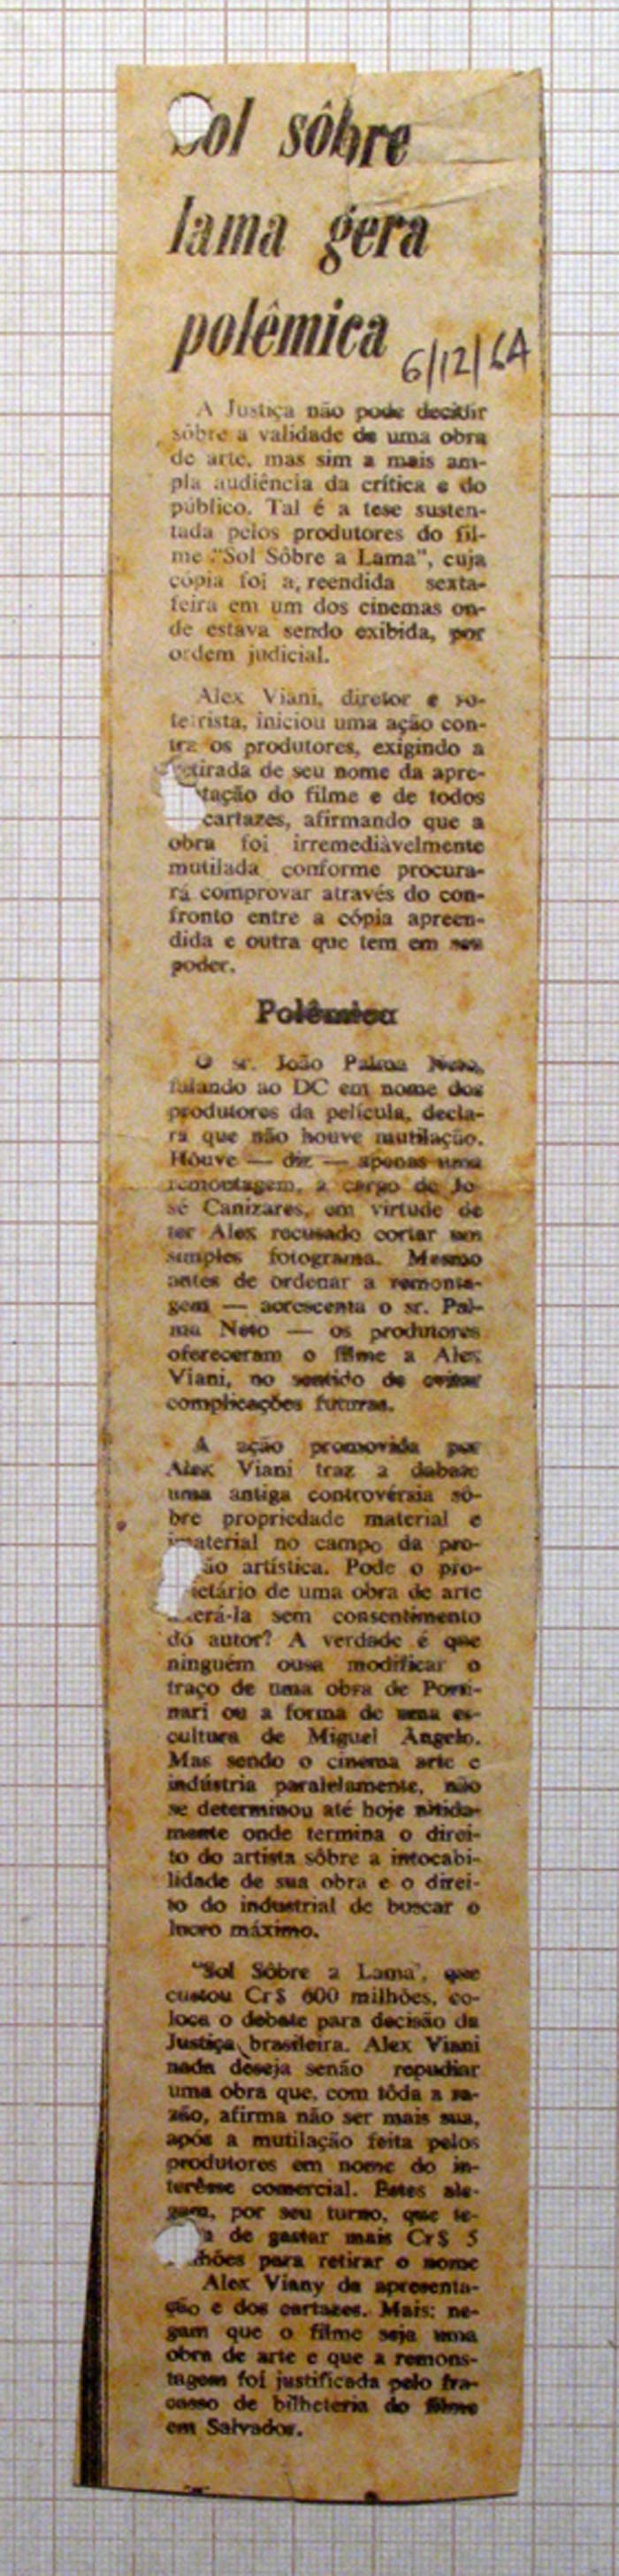 ol sôbre
lama gera
polêmica
6/12/64
A Justiça não pode decidir
sôbre a validade de uma obra
de arte, mas sim a mais am-
pla audiência da crítica e do
público. Tal é a tese susten-
tada pelos produtores do fil-
me "Sol Sôbre a Lama", cuja
cópia foi a reendida sexta-
feira em um dos cinemas on-
de estava sendo exibida, por
ordem judicial.
Alex Viani, diretor e ro-
teirista, iniciou uma ação con-
tra os produtores, exigindo a
retirada de seu nome da apre-
tação do filme e de todos
cartazes, afirmando que a
obra foi irremediàvelmente
mutilada conforme procura-
rá comprovar através do con-
fronto entre a cópia apreen-
dida e outra que tem em seu
poder.
Polêmica
O sr. João Palma Neto,
falando ao DC em nome dos
produtores da película, decla-
ra que não houve mutilação.
Houve — diz — apenas uma
remontagem, a cargo de Jo-
sé Canizares, em virtude de
ter Alex recusado cortar um
simples fotograma. Mesmo
antes de ordenar a remonta-
gem — acrescenta o sr. Pal-
ma Neto — os produtores
ofereceram o filme a Alex
Viani, no sentido de evitar
complicações futuras.
A ação promovida por
Alex Viani traz a debate
uma antiga controvérsia sô-
bre propriedade material e
imaterial no campo da pro-
ão artística. Pode o pro-
ietário de uma obra de arte
terá-la sem consentimento
do autor? A verdade é que
ninguém ousa modificar o
traço de uma obra de Porti-
nari ou a forma de uma es-
cultura de Miguel Ângelo.
Mas sendo o cinema arte e
indústria paralelamente, não
se determinou até hoje nitida-
mente onde termina o direi-
to do artista sôbre a intocabi-
lidade de sua obra e o direi-
to do industrial de buscar o
lucro máximo.
"Sol Sôbre a Lama", que
custou Cr$ 600 milhões, co-
loca o debate para decisão da
Justiça brasileira. Alex Viani
nada deseja senão repudiar
uma obra que, com tôda a ra-
zão, afirma não ser mais sua,
após a mutilação feita pelos
produtores em nome do in-
terêsse comercial. Estes ale-
gam, por seu turno, que te-
de gastar mais Cr$ 5
lhões para retirar o nome
Alex Viany da apresenta-
ção e dos cartazes. Mais: ne-
gam que o filme seja uma
obra de arte e que a remons-
tagem foi justificada pelo fra-
casso de bilheteria do filme
em Salvador.